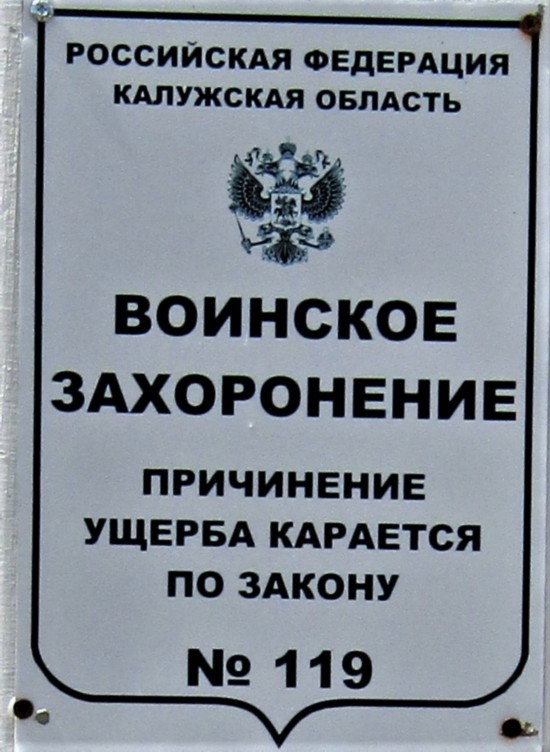 РОССИЙСКАЯ ФЕДЕРАЦИЯ
КАЛУЖСКАЯ ОБЛАСТЬ
ВОИНСКОЕ
ЗАХОРОНЕНИЕ
ПРИЧИНЕНИЕ
УЩЕРБА КАРАЕТСЯ
ПО ЗАКОНУ
№ 119